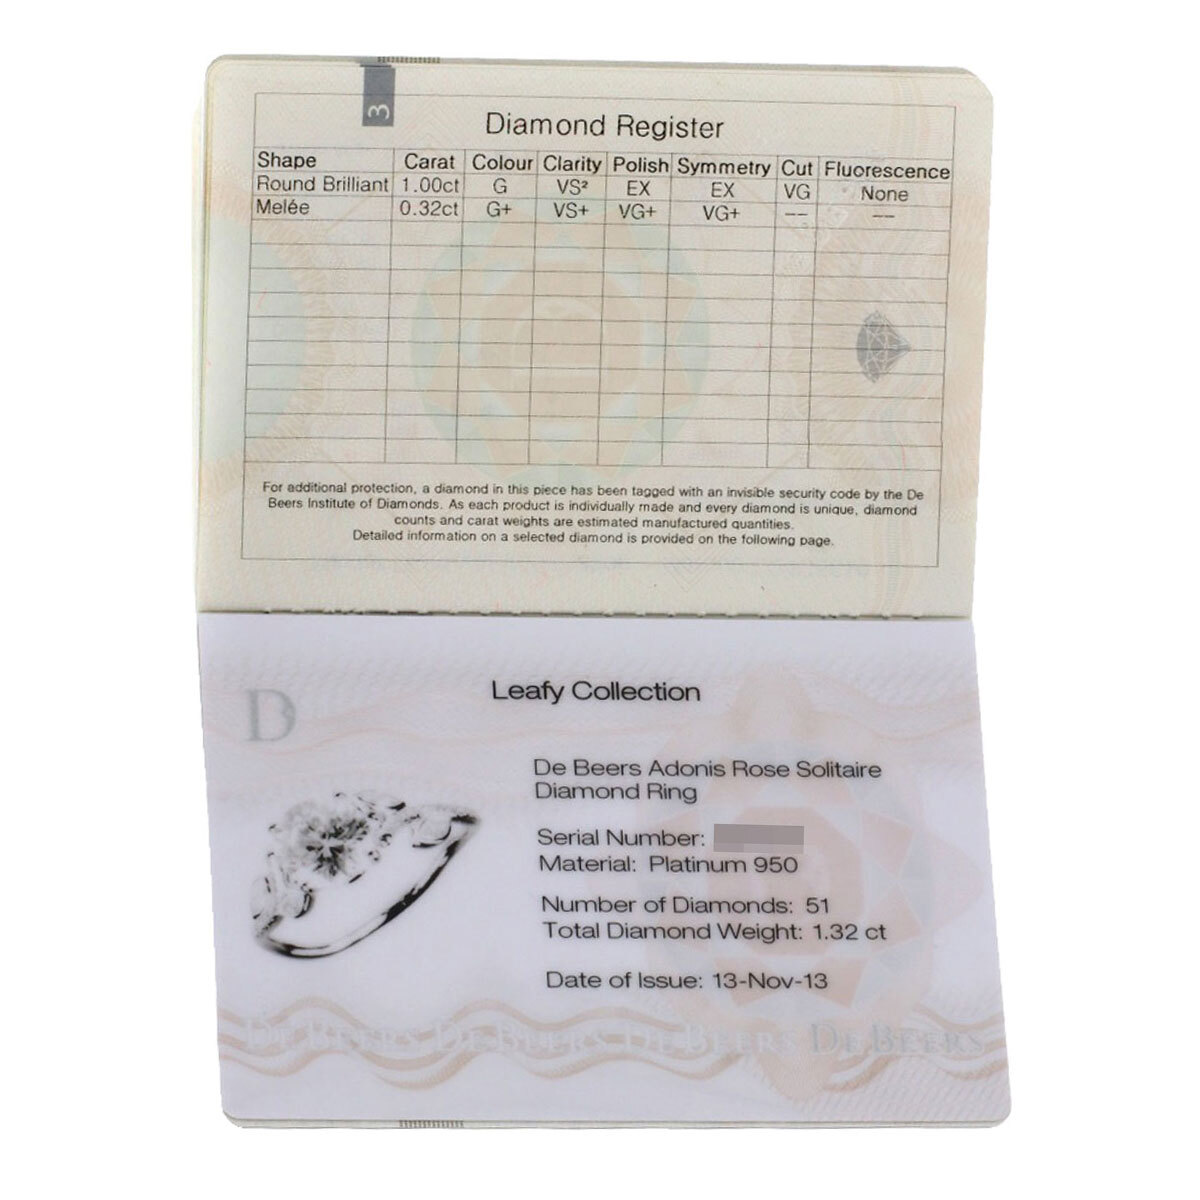 3
Diamond Register
Shape Carat Colour Clarity Polish Symmetry Cut Fluorescence
Round Brilliant 1.00ct G VS² EX EX VG None
Melée 0.32ct G+ VS+ VG+ VG+ -- --
For additional protection, a diamond in this piece has been tagged with an invisible security code by the De
Beers Institute of Diamonds. As each product is individually made and every diamond is unique, diamond
counts and carat weights are estimated manufactured quantities.
Detailed information on a selected diamond is provided on the following page.
D
Leafy Collection
De Beers Adonis Rose Solitaire
Diamond Ring
Serial Number:
Material: Platinum 950
Number of Diamonds: 51
Total Diamond Weight: 1.32 ct
Date of Issue: 13-Nov-13
De Beers De Beers De Beers De Beers